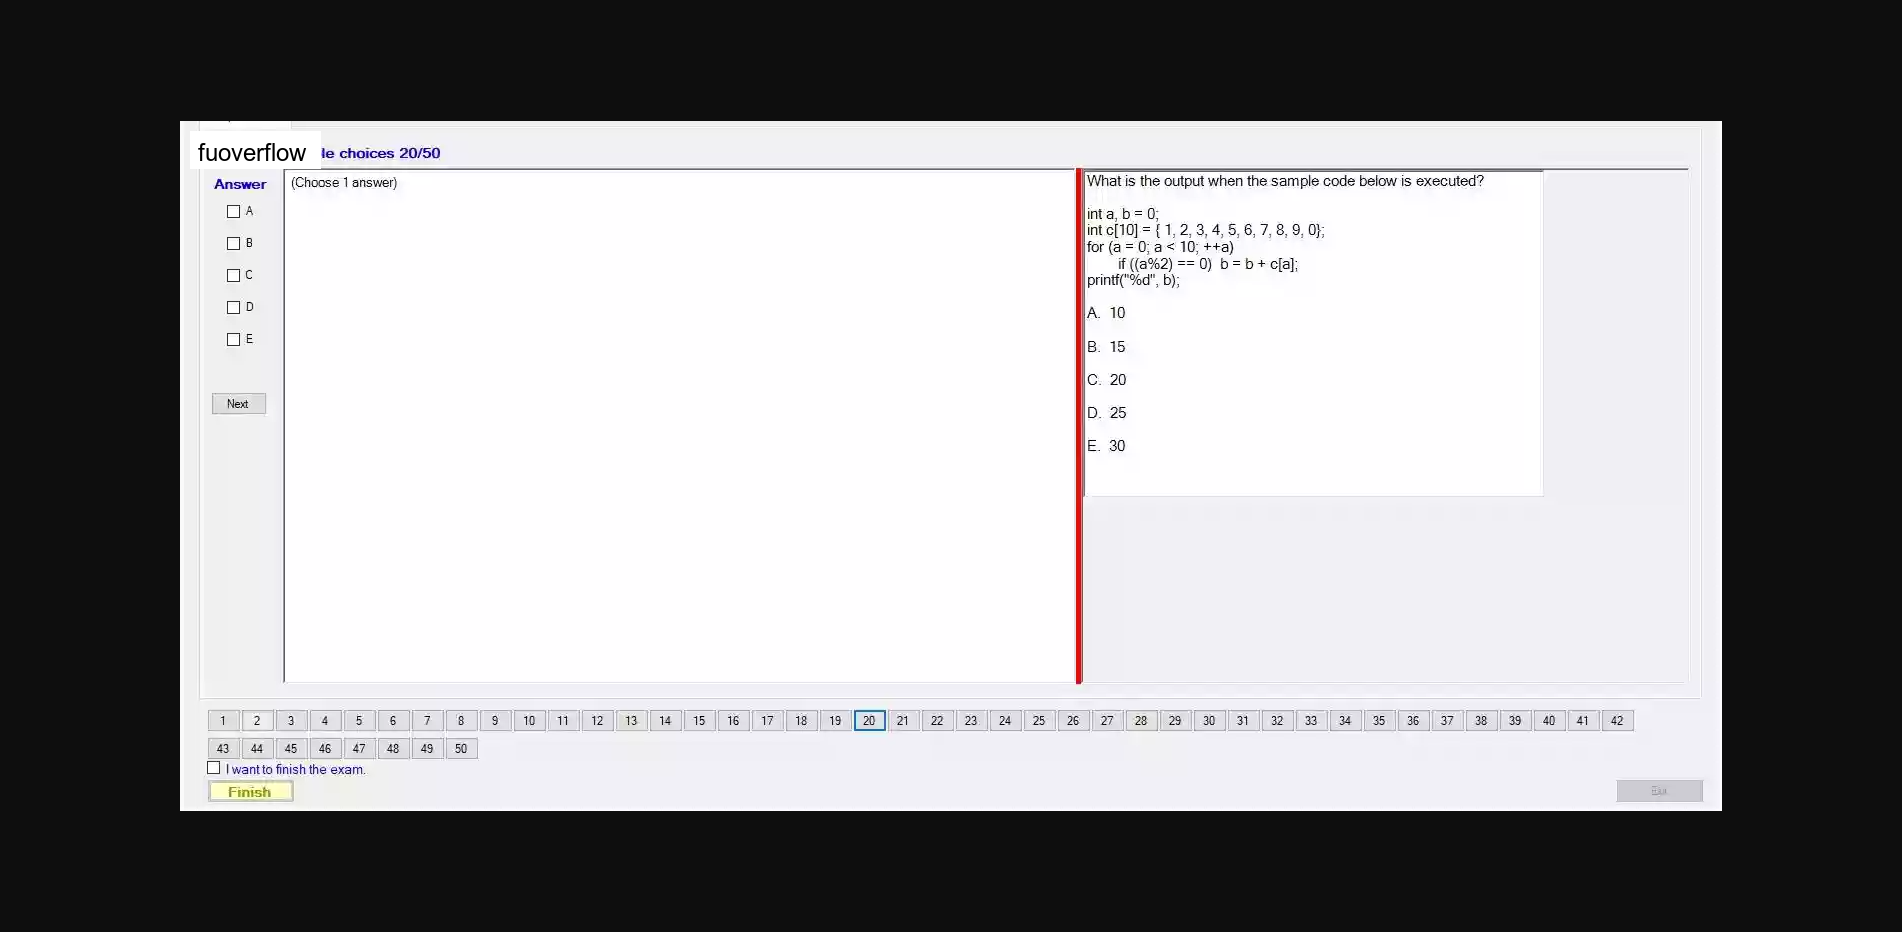 fuoverflow
le choices 20/50
Answer
(Choose 1 answer)
A
B
C
D
E
Next
What is the output when the sample code below is executed?
int a, b = 0;
int c[10] = { 1, 2, 3, 4, 5, 6, 7, 8, 9, 0};
for (a = 0; a < 10; ++a)
if ((a%2) == 0)  b = b + c[a];
printf("%d", b);
A. 10
B. 15
C. 20
D. 25
E. 30
1 2 3 4 5 6 7 8 9 10 11 12 13 14 15 16 17 18 19 20 21 22 23 24 25 26 27 28 29 30 31 32 33 34 35 36 37 38 39 40 41 42
43 44 45 46 47 48 49 50
I want to finish the exam.
Finish
Exit